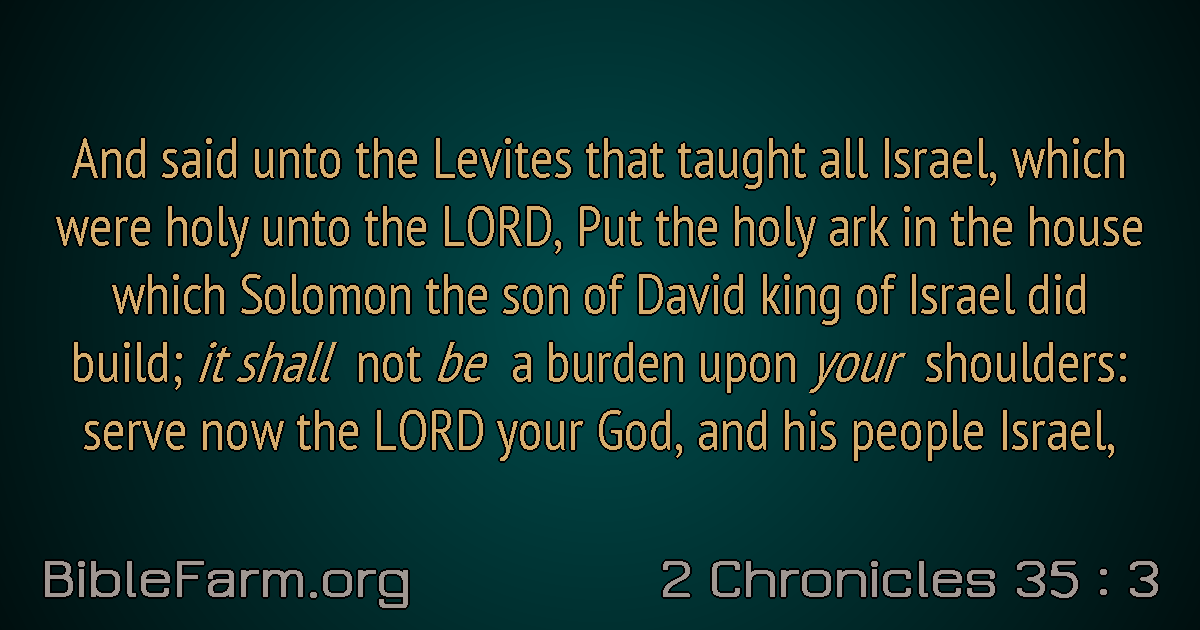 And said unto the Levites that taught all Israel, which
were holy unto the LORD, Put the holy ark in the house
which Solomon the son of David king of Israel did
build; it shall not be a burden upon your shoulders:
serve now the LORD your God, and his people Israel,
BibleFarm.org
2 Chronicles 35 : 3